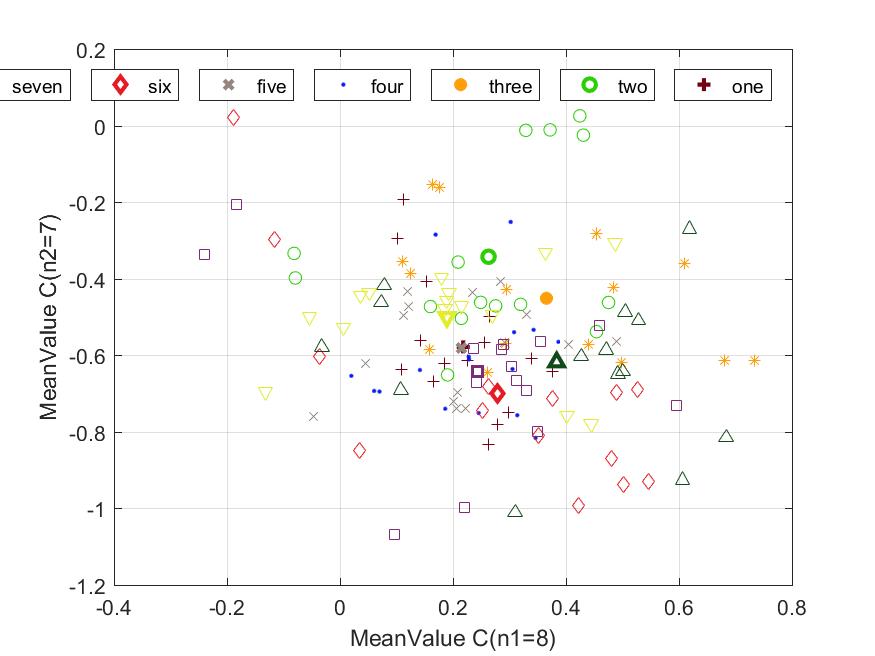 0.2
seven six five four three two one
0
-0.2
-0.4
-0.6
-0.8
-1
-1.2
MeanValue C(n2=7)
-0.4 -0.2 0 0.2 0.4 0.6 0.8
MeanValue C(n1=8)